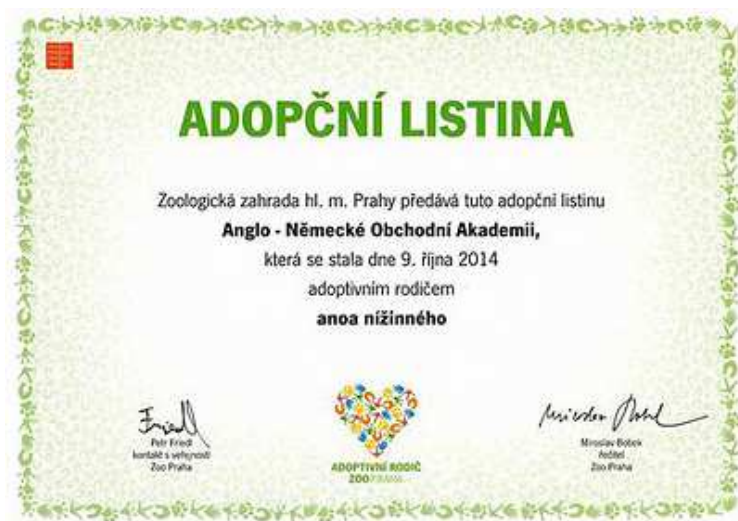 ADOPČNÍ LISTINA
Zoologická zahrada hl. m. Prahy předává tuto adopční listinu
Anglo - Německé Obchodní Akademii,
která se stala dne 9. října 2014
adoptivním rodičem
anoa nížinného
Petr Friedl
kontakt s veřejností
Zoo Praha
ADOPTIVNÍ RODIČ
ZOO PRAHA
Miroslav Bobek
ředitel
Zoo Praha